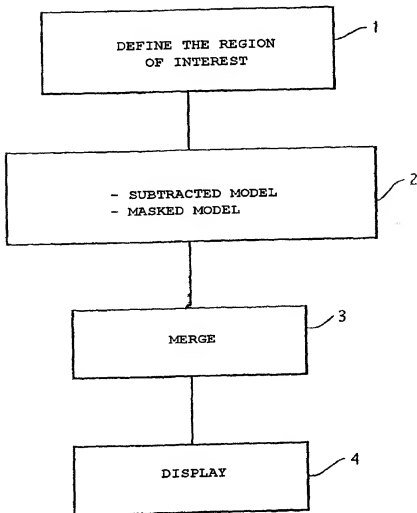 1
DEFINE THE REGION
OF INTEREST
2
- SUBTRACTED MODEL
- MASKED MODEL
3
MERGE
4
DISPLAY